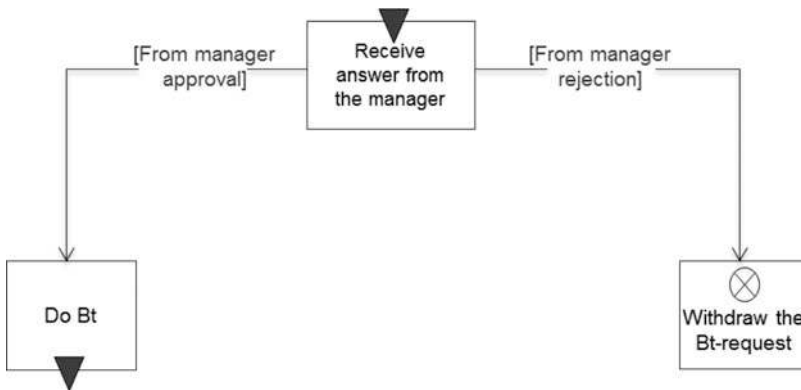 [From manager
approval]
Receive
answer from
the manager
[From manager
rejection]
Do Bt
Withdraw the
Bt-request